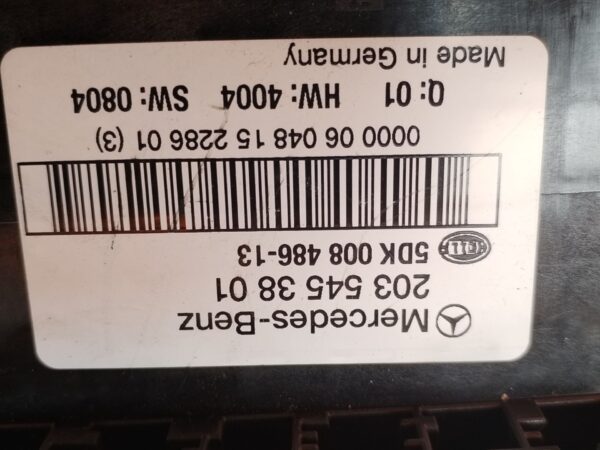 Mercedes-Benz
203 545 38 01
HELLA 5DK 008 486-13
0000 06 048 15 2286 01 (3)
Q: 01 HW: 4004 SW: 0804
Made in Germany